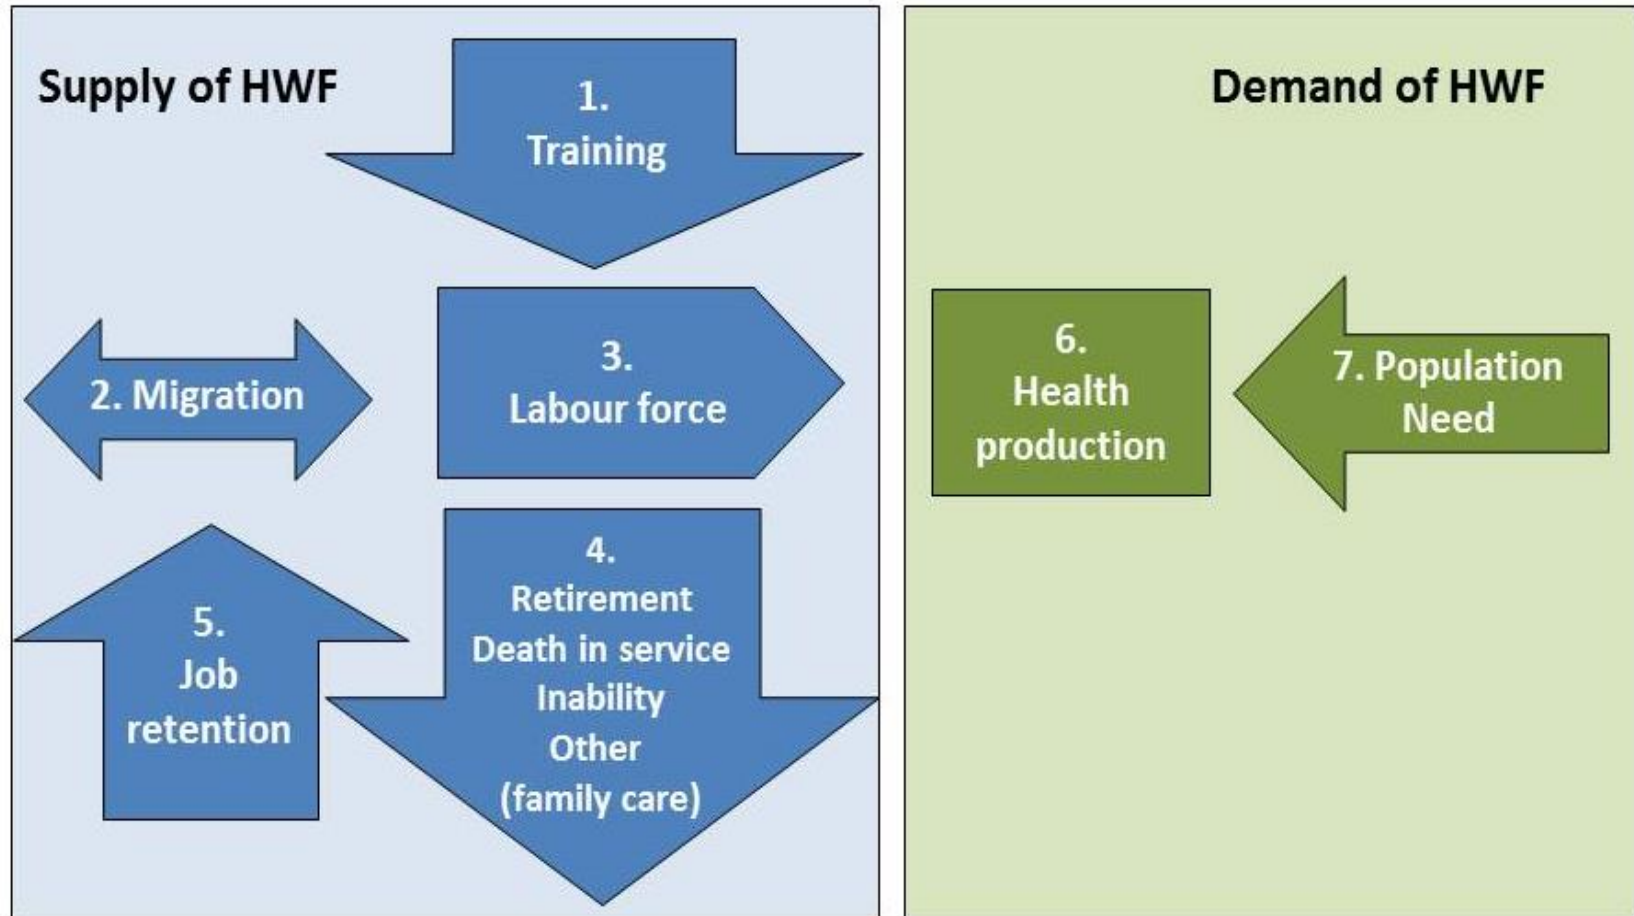 Supply of HWF
1.
Training
2. Migration
3.
Labour force
4.
Retirement
Death in service
Inability
Other
(family care)
5.
Job
retention
Demand of HWF
6.
Health
production
7. Population
Need